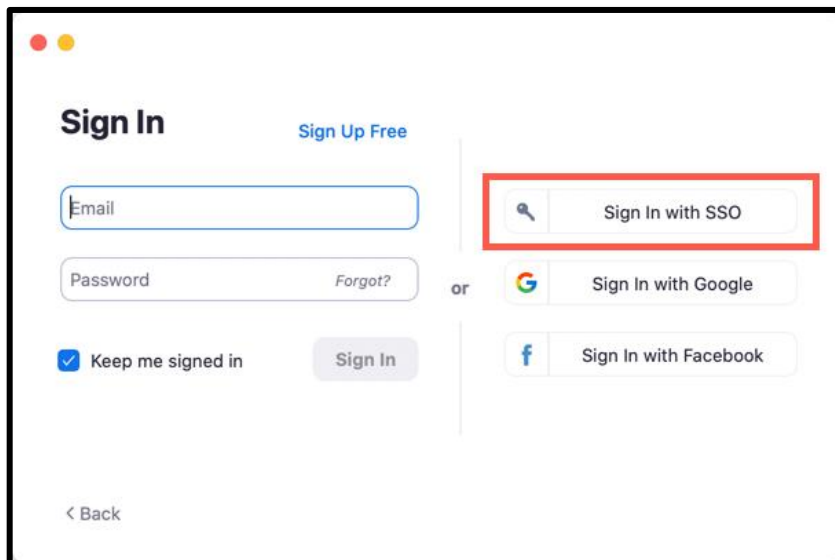 Sign In
Sign Up Free
Email
Password
Forgot?
Keep me signed in
Sign In
or
Sign In with SSO
Sign In with Google
Sign In with Facebook
< Back